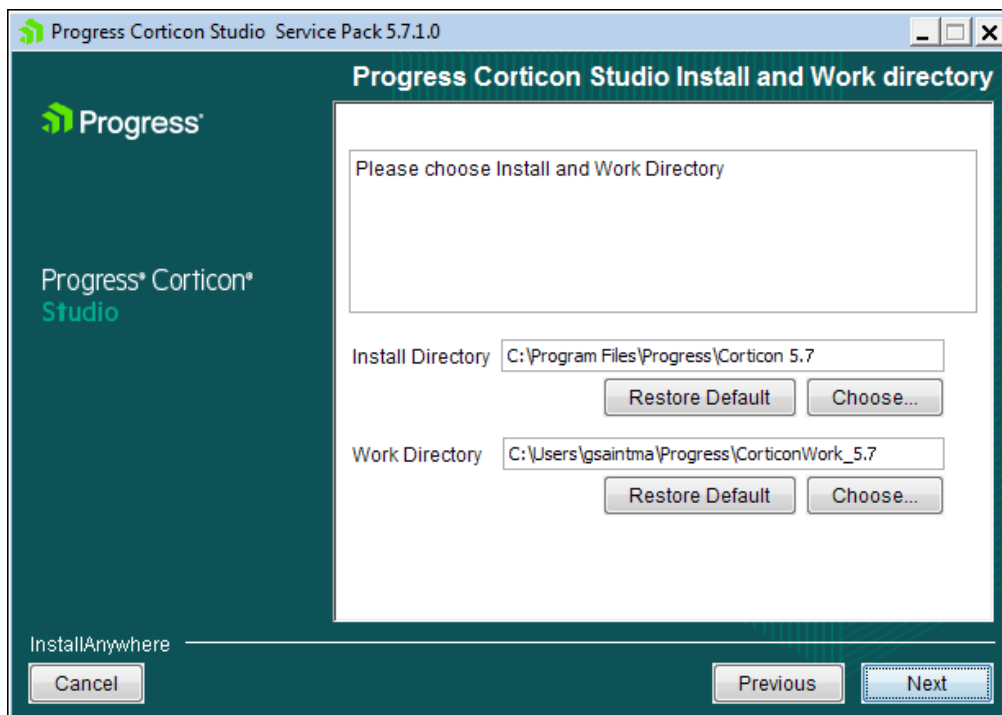 Progress Corticon Studio  Service Pack 5.7.1.0
Progress Corticon Studio Install and Work directory
Progress®
Please choose Install and Work Directory
Progress® Corticon®
Studio
Install Directory C:\Program Files\Progress\Corticon 5.7
Restore Default Choose...
Work Directory C:\Users\gsaintma\Progress\CorticonWork_5.7
Restore Default Choose...
InstallAnywhere
Cancel Previous Next